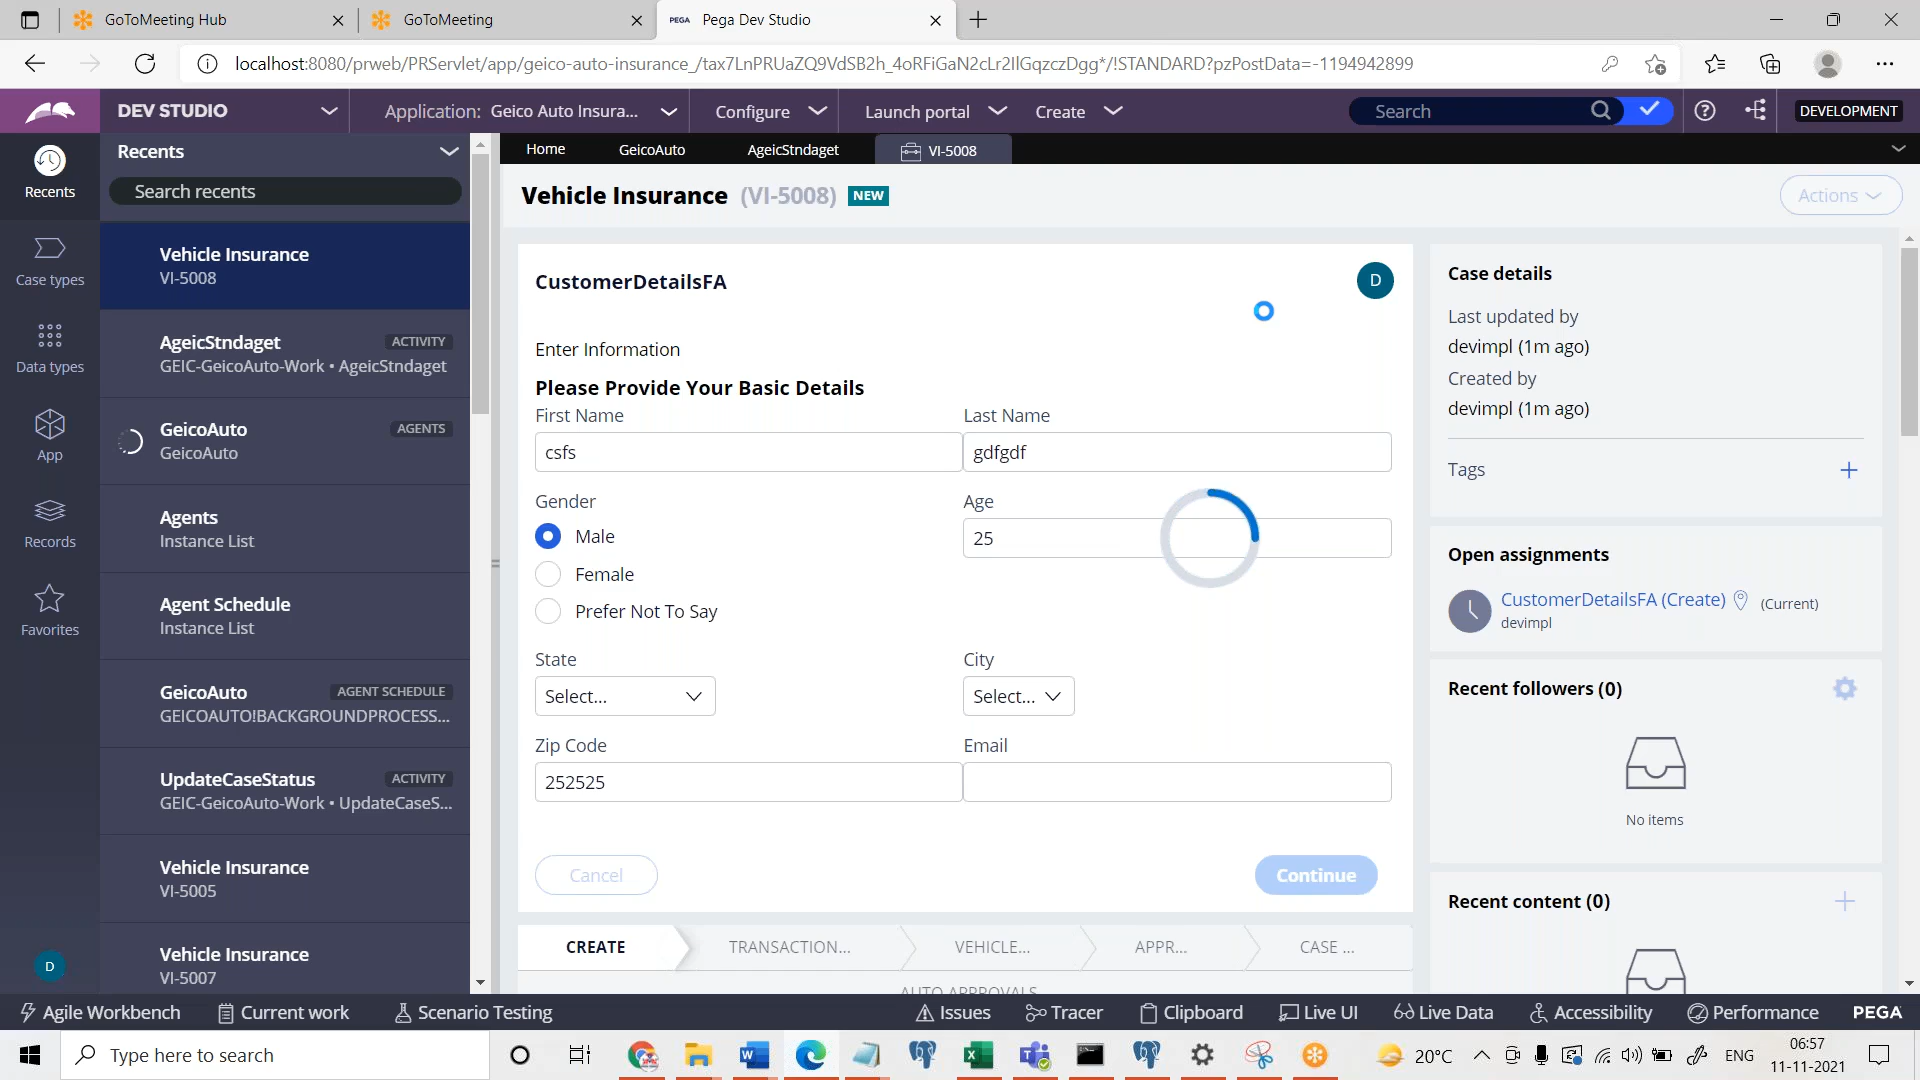 GoToMeeting Hub
GoToMeeting
PEGA Pega Dev Studio
localhost:8080/prweb/PRServlet/app/geico-auto-insurance_/tax7LnPRUaZQ9VdSB2h_4oRFiGaN2cLr2IlGqzczDgg*/!STANDARD?pzPostData=-1194942899
DEV STUDIO
Application: Geico Auto Insura...
Configure
Launch portal
Create
Search
DEVELOPMENT
Recents
Case types
Data types
App
Records
Favorites
D
Recents
Search recents
Vehicle Insurance
VI-5008
AgeicStndaget ACTIVITY
GEIC-GeicoAuto-Work • AgeicStndaget
GeicoAuto AGENTS
GeicoAuto
Agents
Instance List
Agent Schedule
Instance List
GeicoAuto AGENT SCHEDULE
GEICOAUTO!BACKGROUNDPROCESS...
UpdateCaseStatus ACTIVITY
GEIC-GeicoAuto-Work • UpdateCaseS...
Vehicle Insurance
VI-5005
Vehicle Insurance
VI-5007
Home
GeicoAuto
AgeicStndaget
VI-5008
Vehicle Insurance (VI-5008) NEW
Actions
CustomerDetailsFA
D
Enter Information
Please Provide Your Basic Details
First Name
Last Name
csfs
gdfgdf
Gender
Age
Male
25
Female
Prefer Not To Say
State
City
Select...
Select...
Zip Code
Email
252525
Cancel
Continue
CREATE
TRANSACTION...
VEHICLE...
APPR...
CASE ...
AUTO APPROVALS
Case details
Last updated by
devimpl (1m ago)
Created by
devimpl (1m ago)
Tags
Open assignments
CustomerDetailsFA (Create) (Current)
devimpl
Recent followers (0)
No items
Recent content (0)
Agile Workbench
Current work
Scenario Testing
Issues
Tracer
Clipboard
Live UI
Live Data
Accessibility
Performance
PEGA
Type here to search
20°C
ENG
06:57
11-11-2021